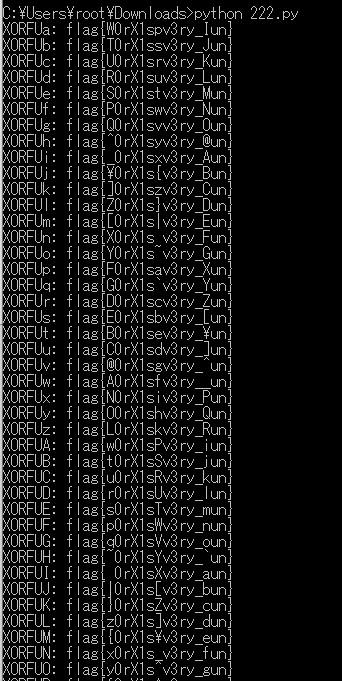 C:¥Users¥root¥Downloads>python 222.py
XORFUa: flag{W0rX1spv3ry_Iun}
XORFUb: flag{T0rX1ssv3ry_Jun}
XORFUc: flag{U0rX1srv3ry_Kun}
XORFUd: flag{R0rX1suv3ry_Lun}
XORFUe: flag{S0rX1stv3ry_Mun}
XORFUf: flag{P0rX1swv3ry_Nun}
XORFUg: flag{Q0rX1svv3ry_Oun}
XORFUh: flag{^0rX1syv3ry_@un}
XORFUi: flag{_0rX1sxv3ry_Aun}
XORFUj: flag{¥0rX1s{v3ry_Bun}
XORFUk: flag{]0rX1szv3ry_Cun}
XORFUl: flag{Z0rX1s}v3ry_Dun}
XORFUm: flag{[0rX1s|v3ry_Eun}
XORFUn: flag{X0rX1s v3ry_Fun}
XORFUo: flag{Y0rX1s~v3ry_Gun}
XORFUp: flag{F0rX1sav3ry_Xun}
XORFUq: flag{G0rX1s`v3ry_Yun}
XORFUr: flag{D0rX1scv3ry_Zun}
XORFUs: flag{E0rX1sbv3ry_[un}
XORFUt: flag{B0rX1sev3ry_¥un}
XORFUu: flag{C0rX1sdv3ry_]un}
XORFUv: flag{@0rX1sgv3ry_^un}
XORFUw: flag{A0rX1sfv3ry__un}
XORFUx: flag{N0rX1siv3ry_Pun}
XORFUy: flag{O0rX1shv3ry_Qun}
XORFUz: flag{L0rX1skv3ry_Run}
XORFUA: flag{w0rX1sPv3ry_iun}
XORFUB: flag{t0rX1sSv3ry_jun}
XORFUC: flag{u0rX1sRv3ry_kun}
XORFUD: flag{r0rX1sUv3ry_lun}
XORFUE: flag{s0rX1sTv3ry_mun}
XORFUF: flag{p0rX1sWv3ry_nun}
XORFUG: flag{q0rX1sVv3ry_oun}
XORFUH: flag{~0rX1sYv3ry_`un}
XORFUI: flag{ 0rX1sXv3ry_aun}
XORFUJ: flag{|0rX1s[v3ry_bun}
XORFUK: flag{}0rX1sZv3ry_cun}
XORFUL: flag{z0rX1s]v3ry_dun}
XORFUM: flag{{0rX1s¥v3ry_eun}
XORFUN: flag{x0rX1s_v3ry_fun}
XORFUO: flag{y0rX1s^v3ry_gun}